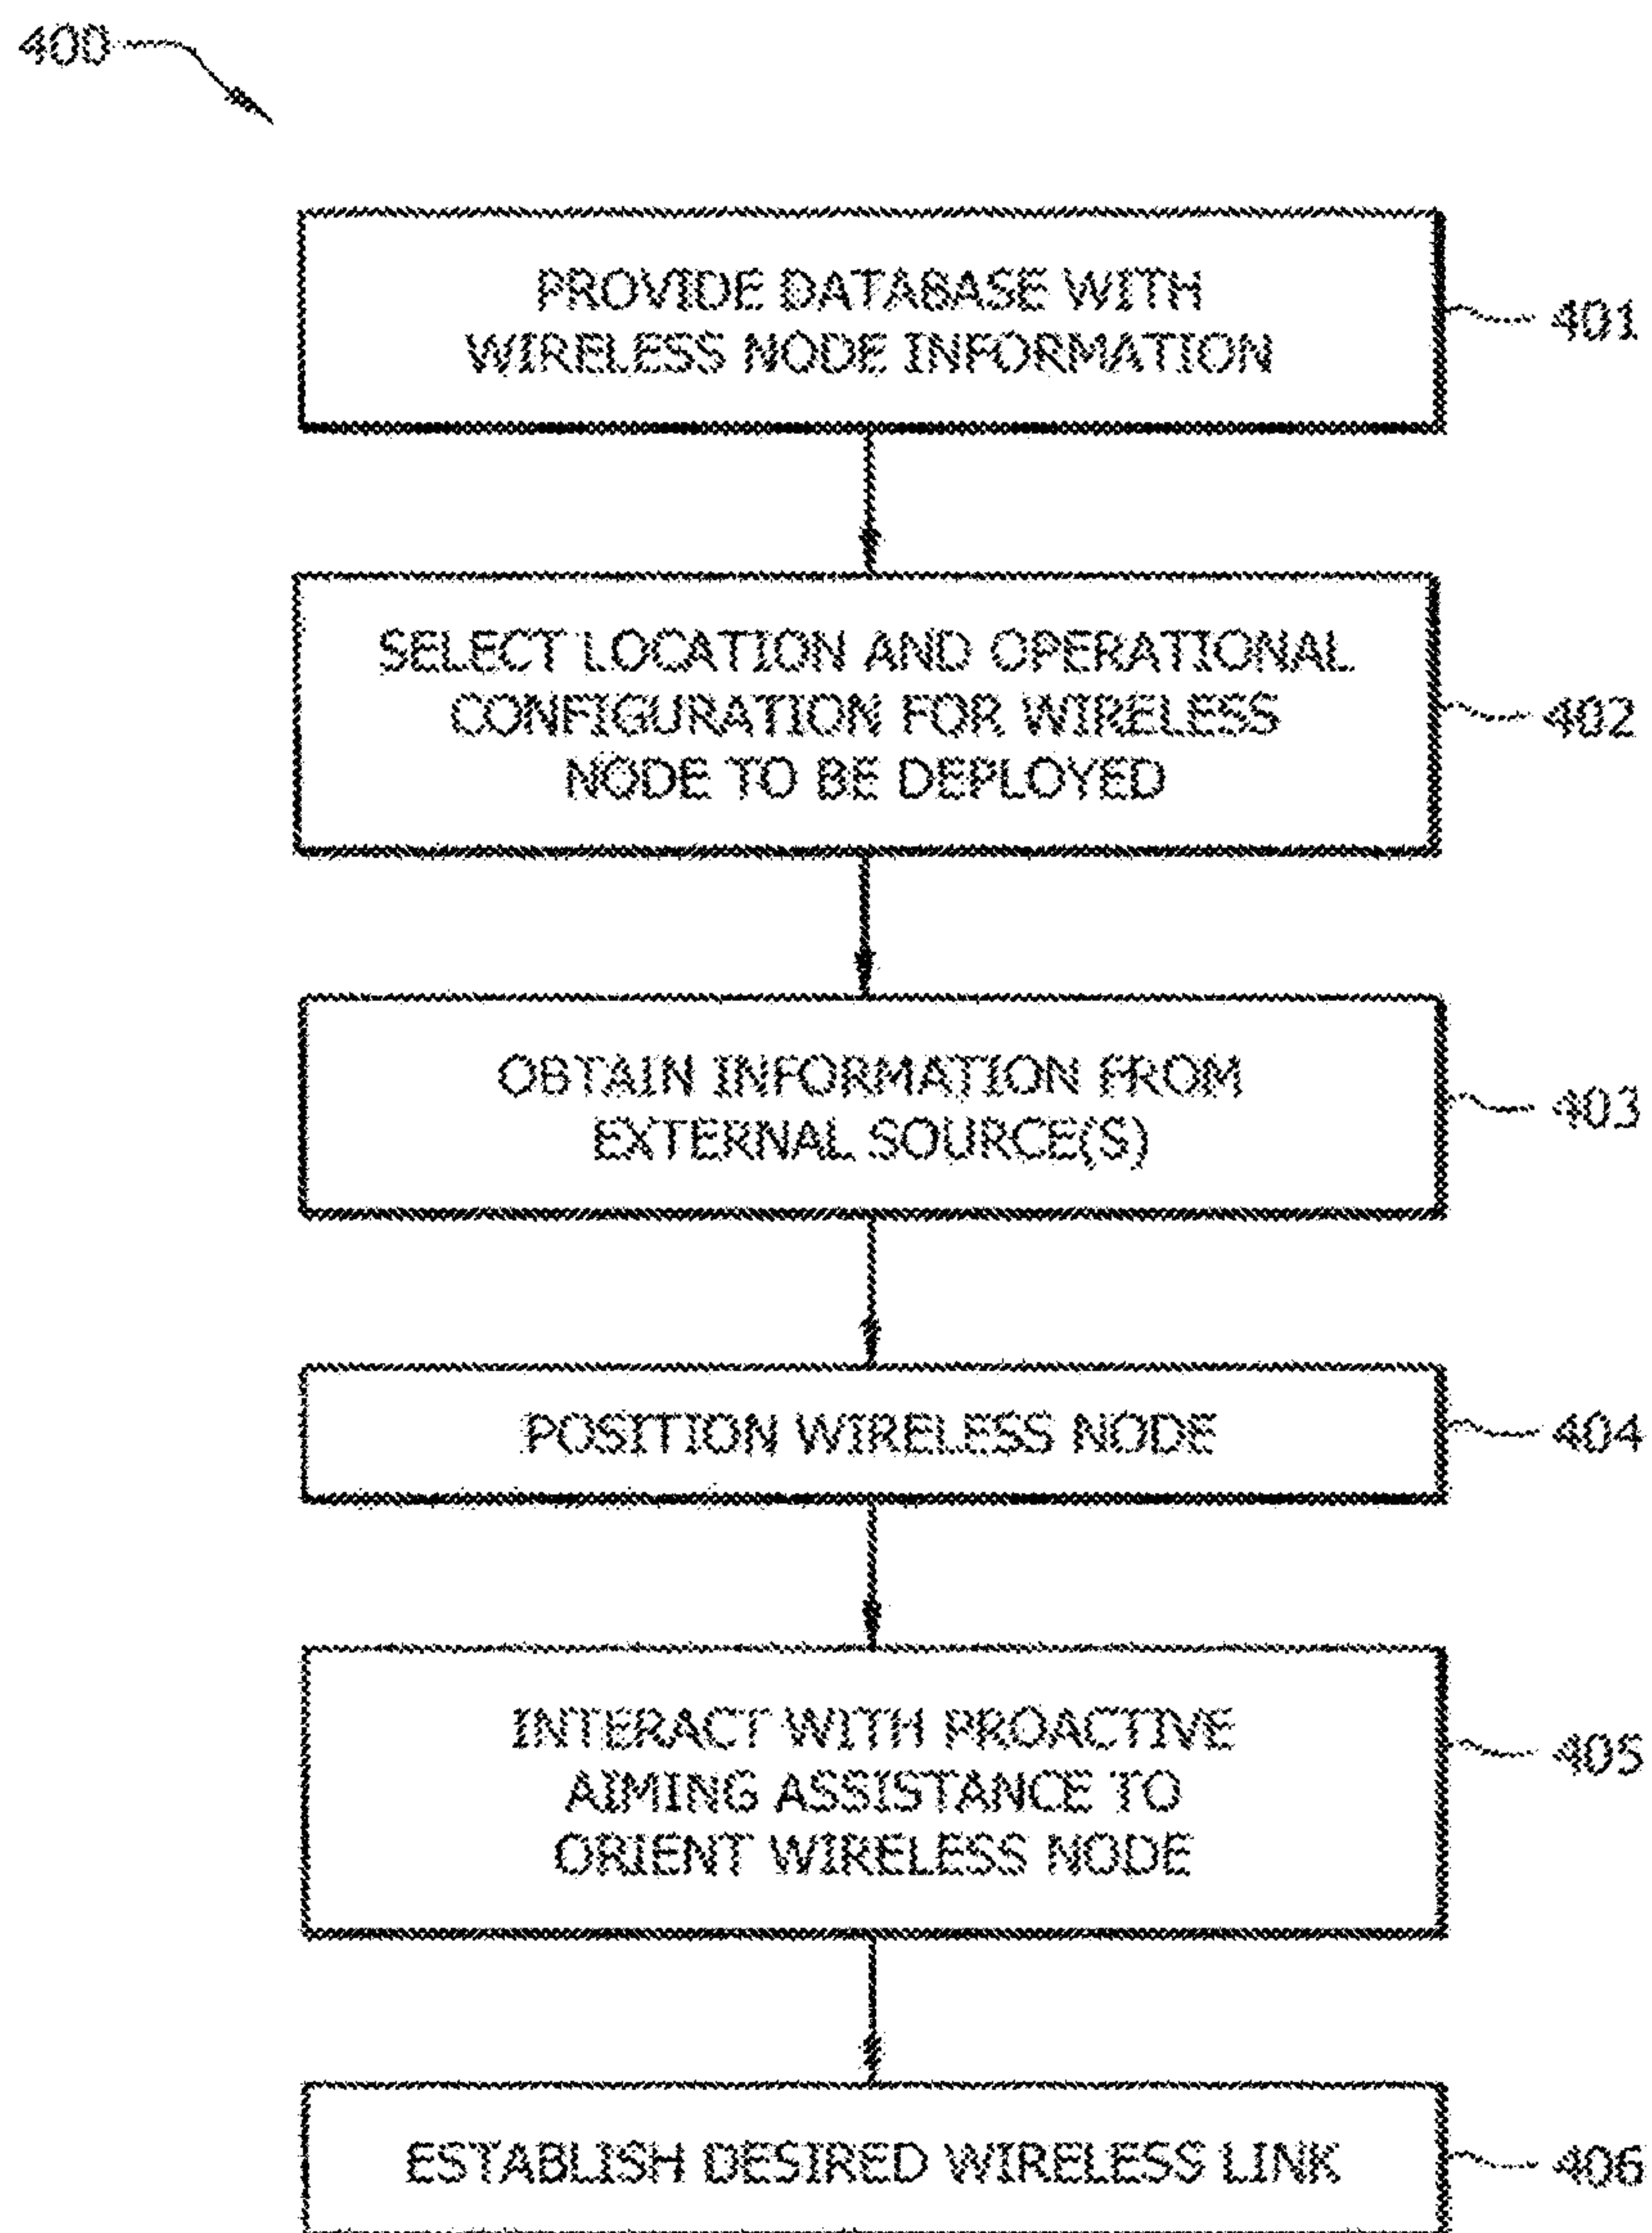 400
PROVIDE DATABASE WITH
WIRELESS NODE INFORMATION
401
SELECT LOCATION AND OPERATIONAL
CONFIGURATION FOR WIRELESS
NODE TO BE DEPLOYED
402
OBTAIN INFORMATION FROM
EXTERNAL SOURCE(S)
403
POSITION WIRELESS NODE
404
INTERACT WITH PROACTIVE
AIMING ASSISTANCE TO
ORIENT WIRELESS NODE
405
ESTABLISH DESIRED WIRELESS LINK
406